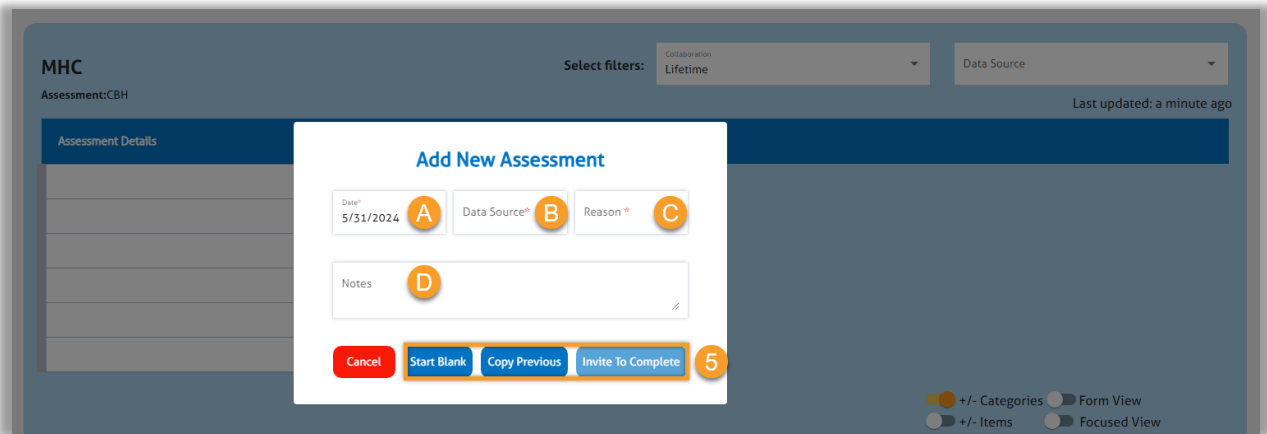 MHC
Select filters:
Collaboration
Lifetime
Data Source
Assessment:CBH
Last updated: a minute ago
Assessment Details
Add New Assessment
Date*
5/31/2024
A
Data Source*
B
Reason *
C
Notes
D
Cancel
Start Blank
Copy Previous
Invite To Complete
5
+/- Categories
Form View
+/- Items
Focused View